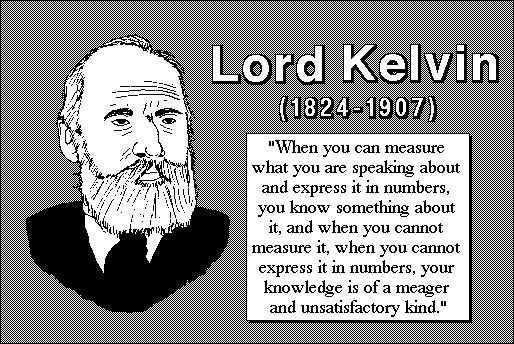 Lord Kelvin
(1824-1907)
"When you can measure
what you are speaking about
and express it in numbers,
you know something about
it, and when you cannot
measure it, when you cannot
express it in numbers, your
knowledge is of a meager
and unsatisfactory kind."